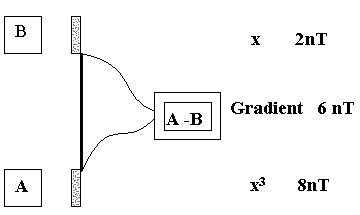 B x 2nT
A -B Gradient 6 nT
A x³ 8nT